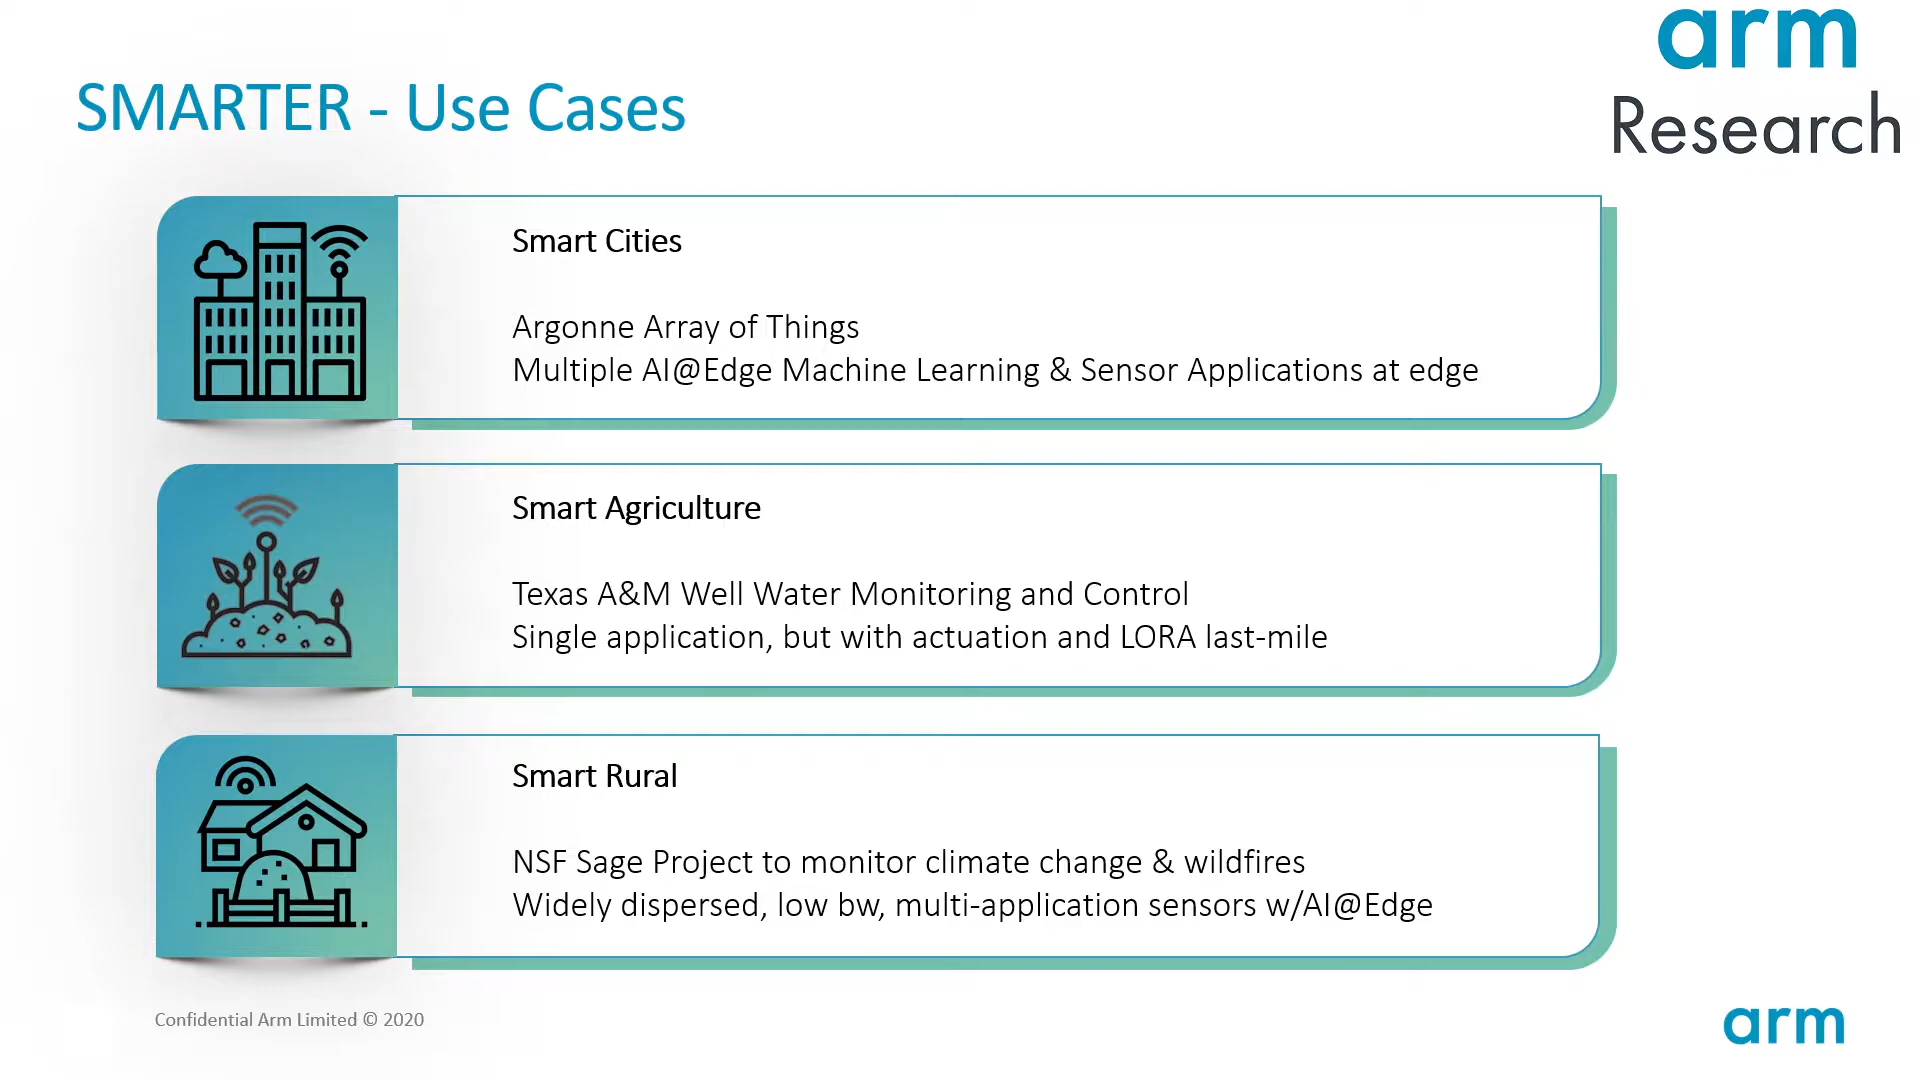 arm
Research
SMARTER - Use Cases
Smart Cities
Argonne Array of Things
Multiple AI@Edge Machine Learning & Sensor Applications at edge
Smart Agriculture
Texas A&M Well Water Monitoring and Control
Single application, but with actuation and LORA last-mile
Smart Rural
NSF Sage Project to monitor climate change & wildfires
Widely dispersed, low bw, multi-application sensors w/AI@Edge
Confidential Arm Limited © 2020
arm